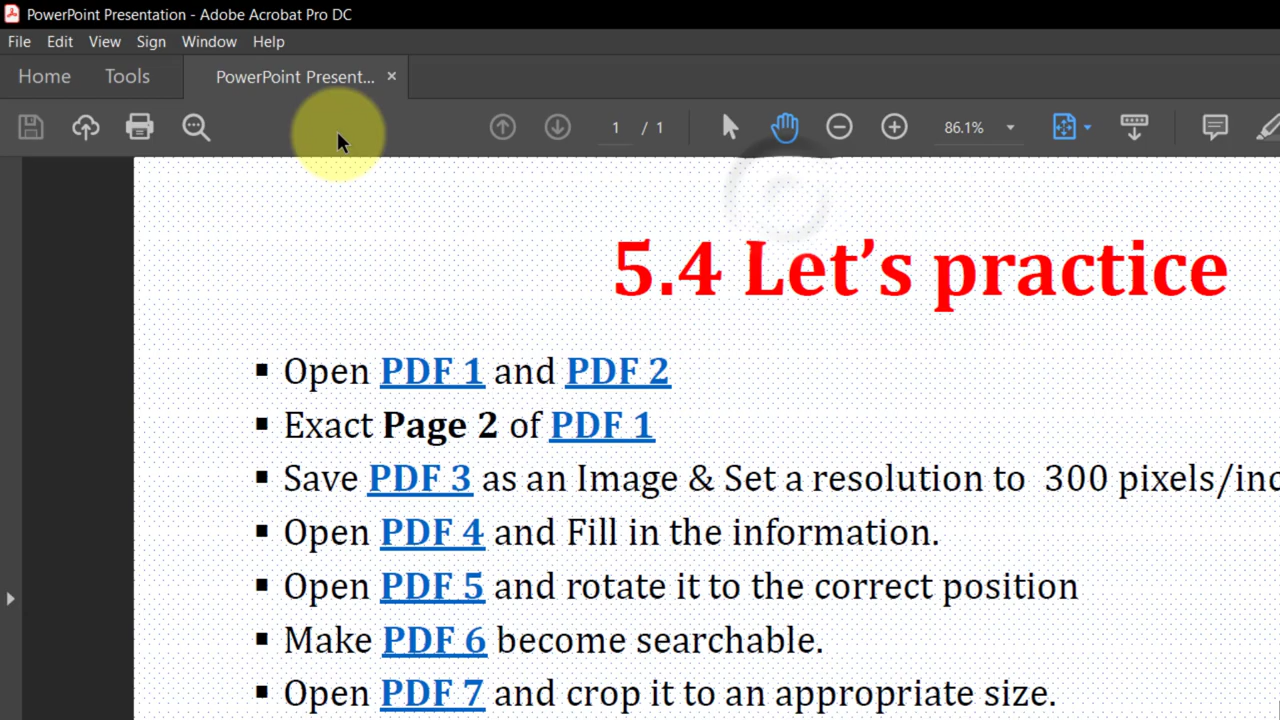 PowerPoint Presentation - Adobe Acrobat Pro DC
File Edit View Sign Window Help
Home Tools PowerPoint Present... ×
1 / 1 86.1%
5.4 Let’s practice
▪ Open PDF 1 and PDF 2
▪ Exact Page 2 of PDF 1
▪ Save PDF 3 as an Image & Set a resolution to 300 pixels/inc
▪ Open PDF 4 and Fill in the information.
▪ Open PDF 5 and rotate it to the correct position
▪ Make PDF 6 become searchable.
▪ Open PDF 7 and crop it to an appropriate size.